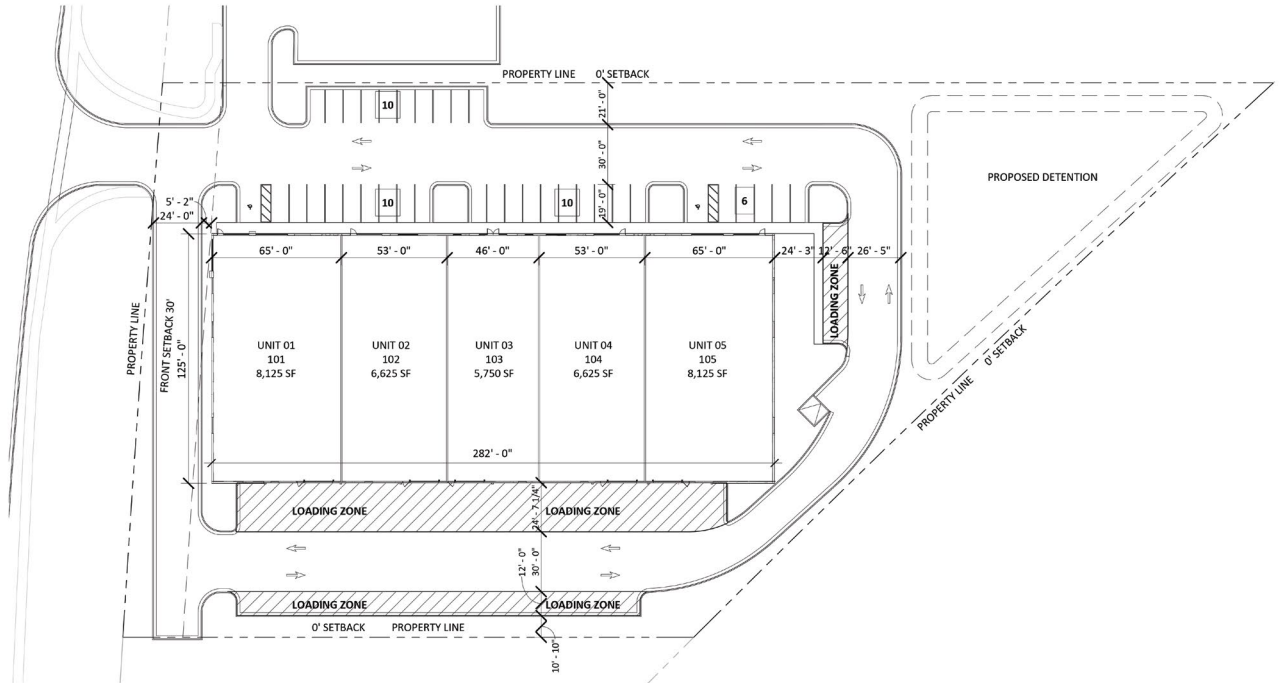 PROPERTY LINE 0' SETBACK
10
21' - 0"
30' - 0"
PROPOSED DETENTION
5' - 2"
24' - 0"
10
10
19' - 0"
6
65' - 0"
53' - 0"
46' - 0"
53' - 0"
65' - 0"
24' - 3"
12' - 6"
26' - 5"
LOADING ZONE
PROPERTY LINE
FRONT SETBACK 30'
125' - 0"
UNIT 01
101
8,125 SF
UNIT 02
102
6,625 SF
UNIT 03
103
5,750 SF
UNIT 04
104
6,625 SF
UNIT 05
105
8,125 SF
PROPERTY LINE 0' SETBACK
282' - 0"
LOADING ZONE
24' - 7 1/4"
LOADING ZONE
12' - 0"
30' - 0"
LOADING ZONE
LOADING ZONE
0' SETBACK PROPERTY LINE
10' - 10"